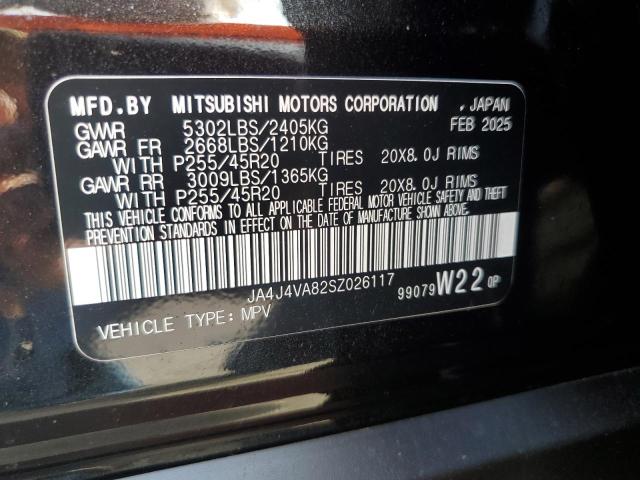 MFD.BY MITSUBISHI MOTORS CORPORATION , JAPAN
GVWR 5302LBS/2405KG FEB 2025
GAWR FR 2668LBS/1210KG
WITH P255/45R20 TIRES 20X8.0J RIMS
GAWR RR 3009LBS/1365KG
WITH P255/45R20 TIRES 20X8.0J RIMS
THIS VEHICLE CONFORMS TO ALL APPLICABLE FEDERAL MOTOR VEHICLE SAFETY AND THEFT
PREVENTION STANDARDS IN EFFECT ON THE DATE OF MANUFACTURE SHOWN ABOVE.
JA4J4VA82SZ026117
99079W22 0P
VEHICLE TYPE: MPV